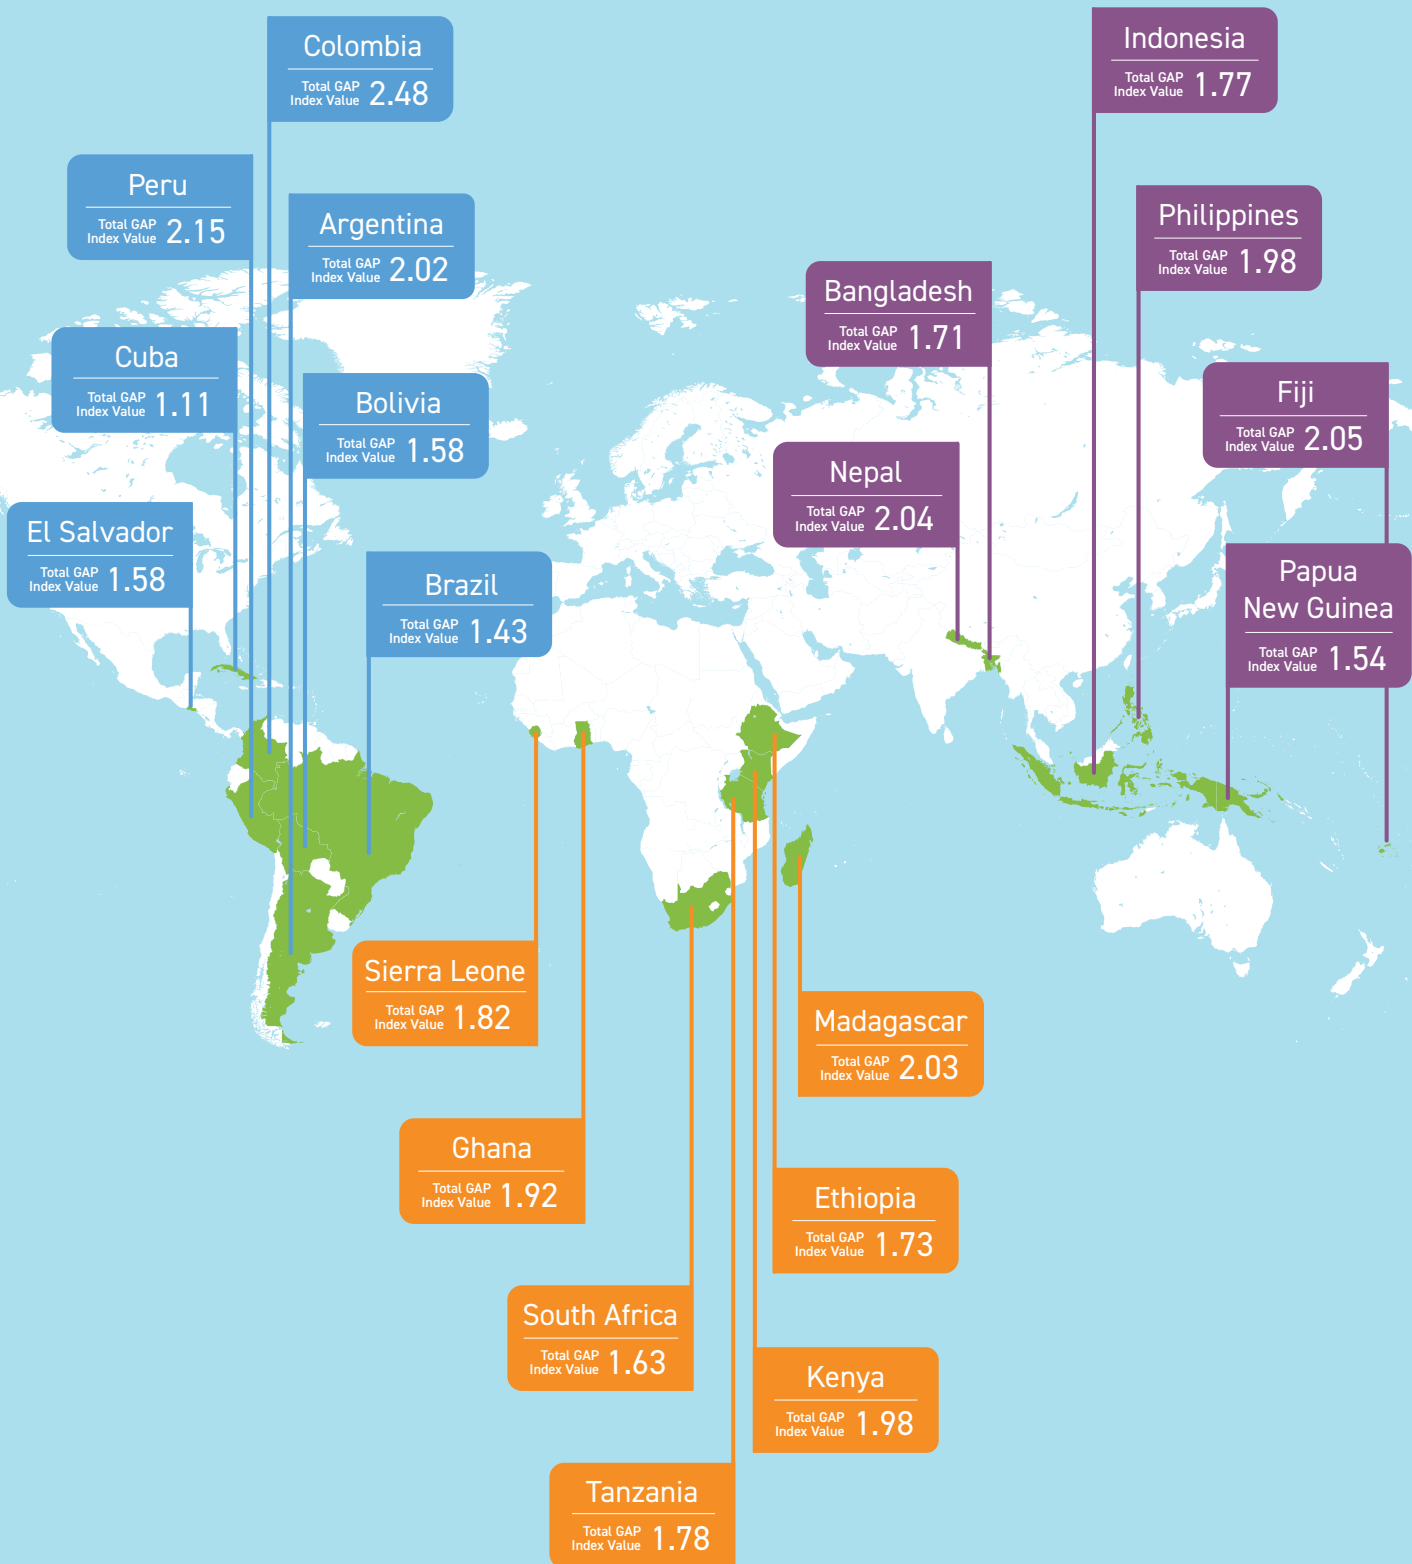 Colombia
Total GAP
Index Value 2.48
Peru
Total GAP
Index Value 2.15
Argentina
Total GAP
Index Value 2.02
Cuba
Total GAP
Index Value 1.11
Bolivia
Total GAP
Index Value 1.58
El Salvador
Total GAP
Index Value 1.58
Brazil
Total GAP
Index Value 1.43
Indonesia
Total GAP
Index Value 1.77
Philippines
Total GAP
Index Value 1.98
Bangladesh
Total GAP
Index Value 1.71
Fiji
Total GAP
Index Value 2.05
Nepal
Total GAP
Index Value 2.04
Papua
New Guinea
Total GAP
Index Value 1.54
Sierra Leone
Total GAP
Index Value 1.82
Madagascar
Total GAP
Index Value 2.03
Ghana
Total GAP
Index Value 1.92
Ethiopia
Total GAP
Index Value 1.73
South Africa
Total GAP
Index Value 1.63
Kenya
Total GAP
Index Value 1.98
Tanzania
Total GAP
Index Value 1.78